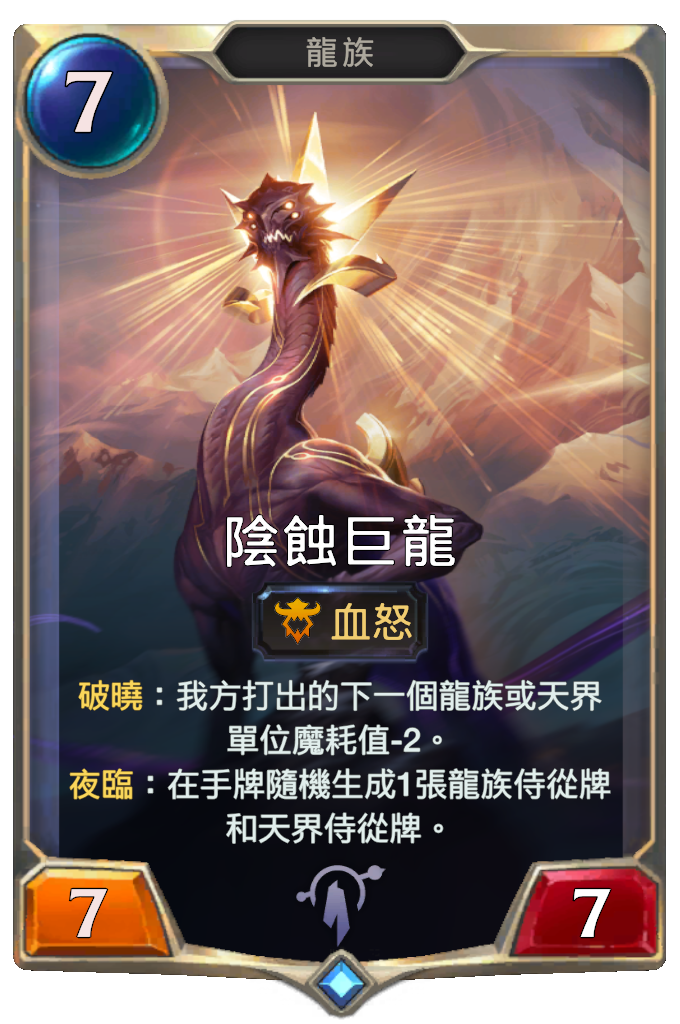 龍族
7
陰蝕巨龍
血怒
破曉：我方打出的下一個龍族或天界
單位魔耗值-2。
夜臨：在手牌隨機生成1張龍族侍從牌
和天界侍從牌。
7
7